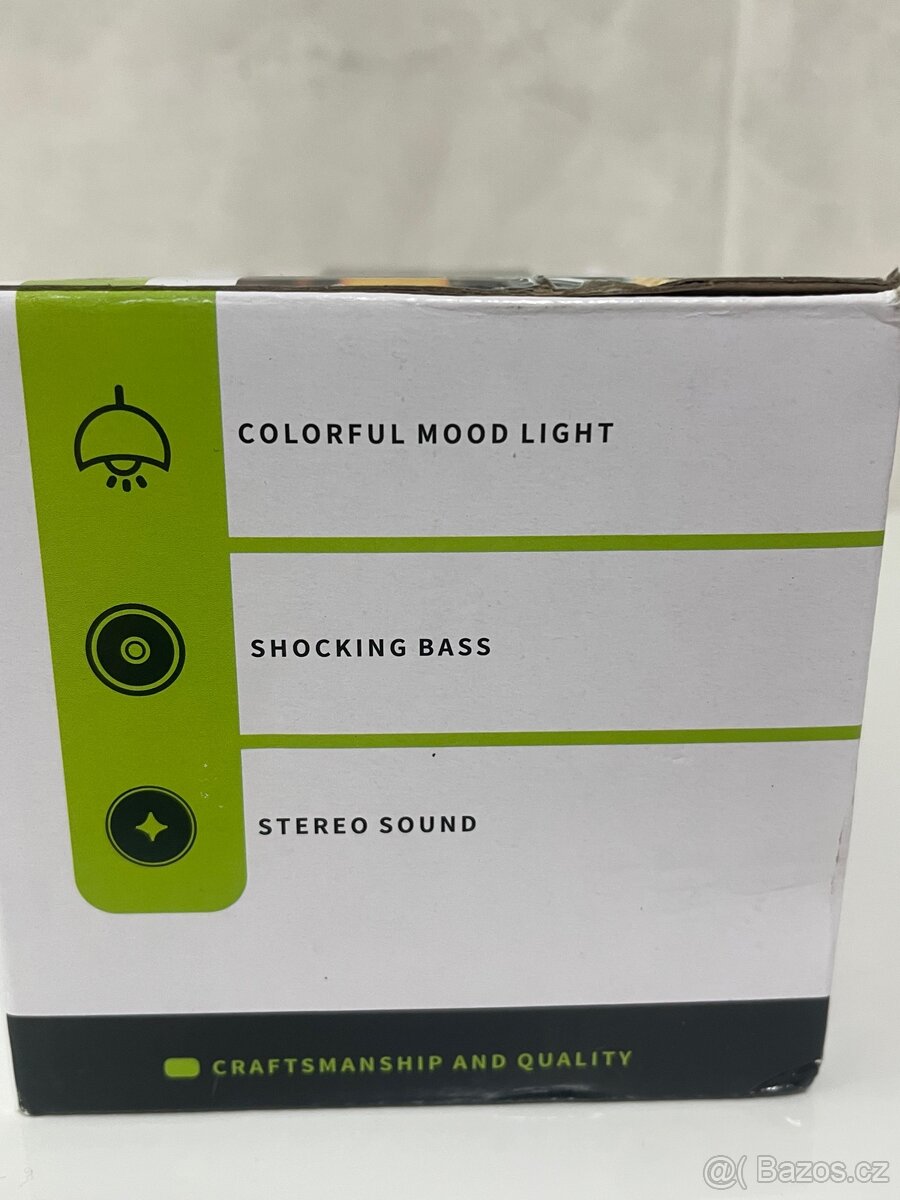 COLORFUL MOOD LIGHT
SHOCKING BASS
STEREO SOUND
CRAFTSMANSHIP AND QUALITY
@( Bazos.cz